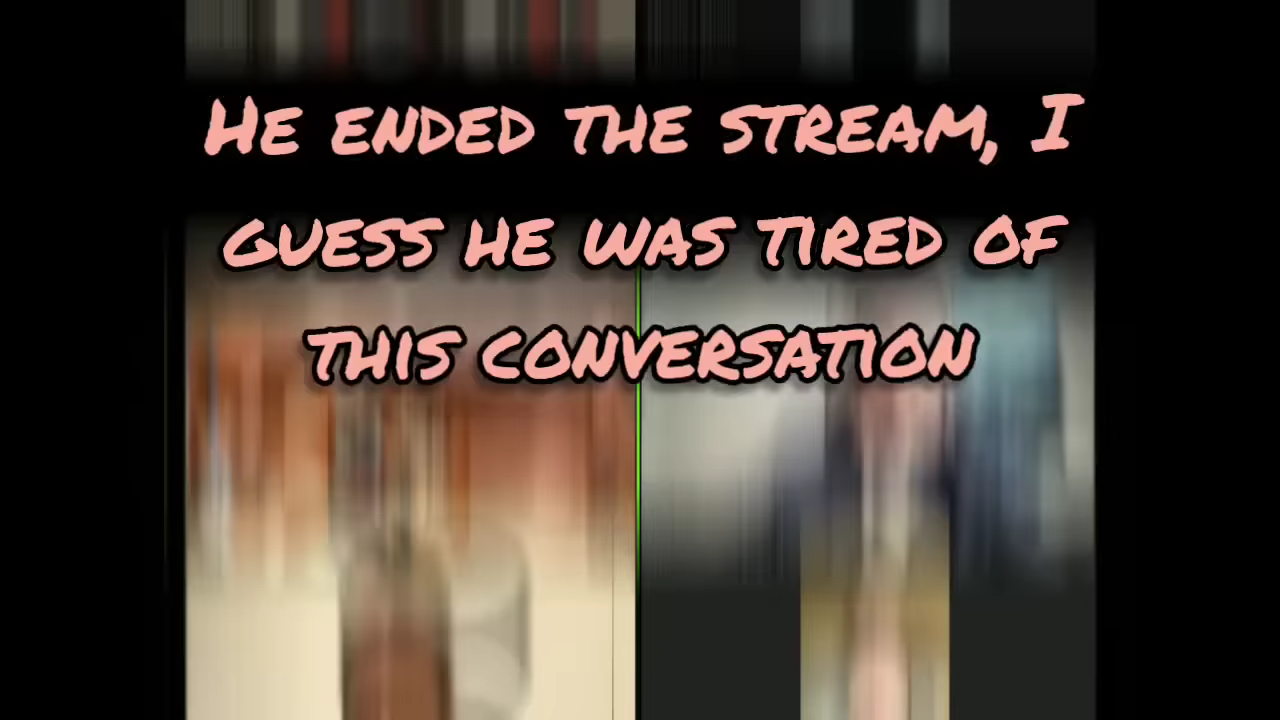 He ended the stream, I
guess he was tired of
this conversation